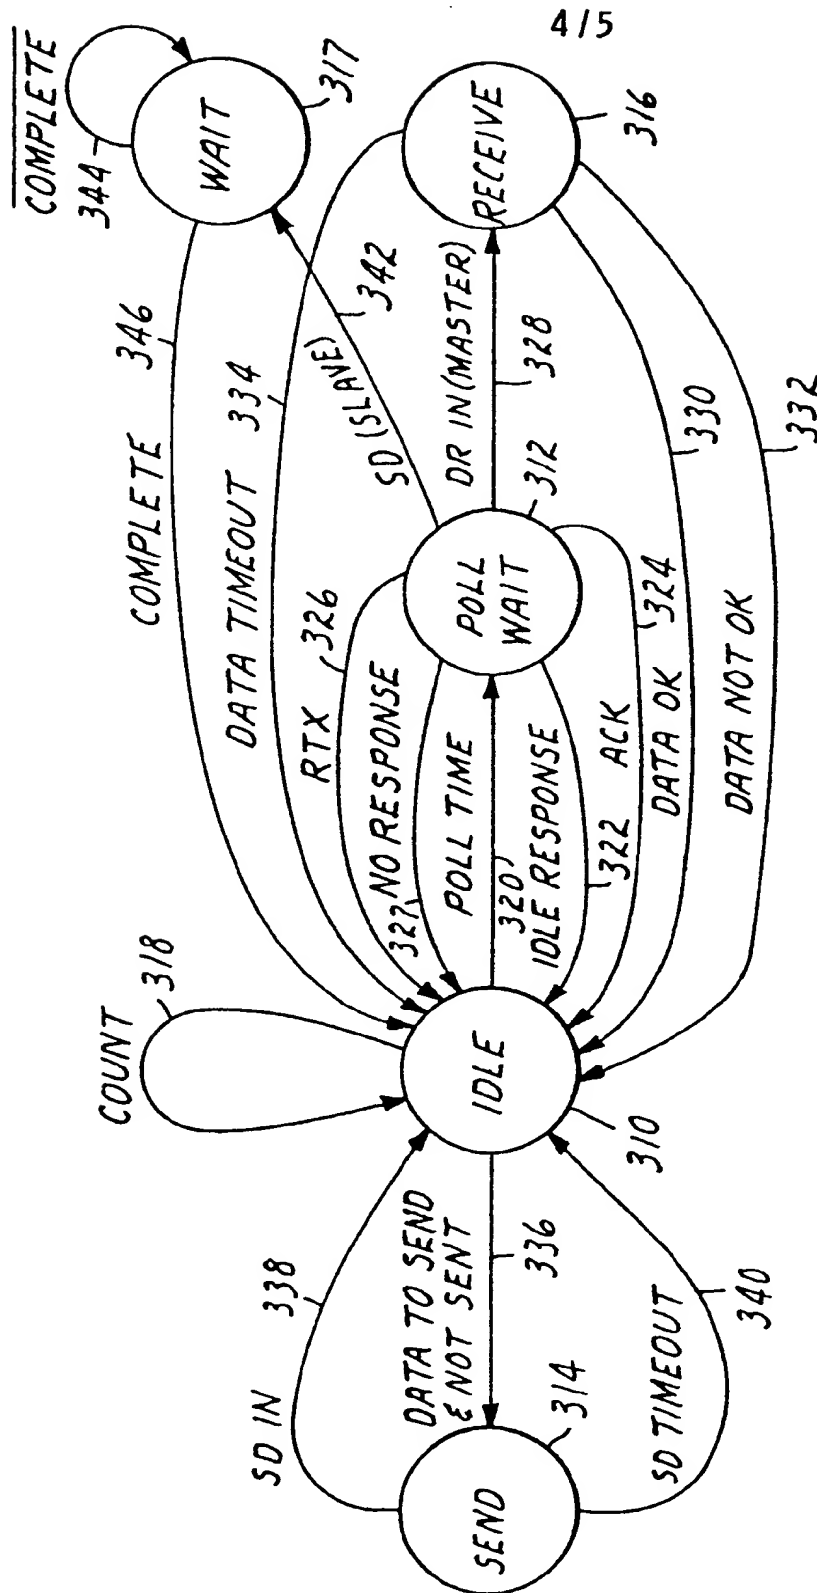 4/5
COMPLETE
344
WAIT
317
COMPLETE
346
DATA TIMEOUT
334
SD (SLAVE)
342
RECEIVE
316
DR IN (MASTER)
328
POLL
WAIT
312
RTX
326
NO RESPONSE
327
POLL TIME
320
IDLE RESPONSE
322
ACK
324
DATA OK
330
DATA NOT OK
332
COUNT
318
IDLE
310
SD IN
338
DATA TO SEND
& NOT SENT
336
SEND
314
SD TIMEOUT
340